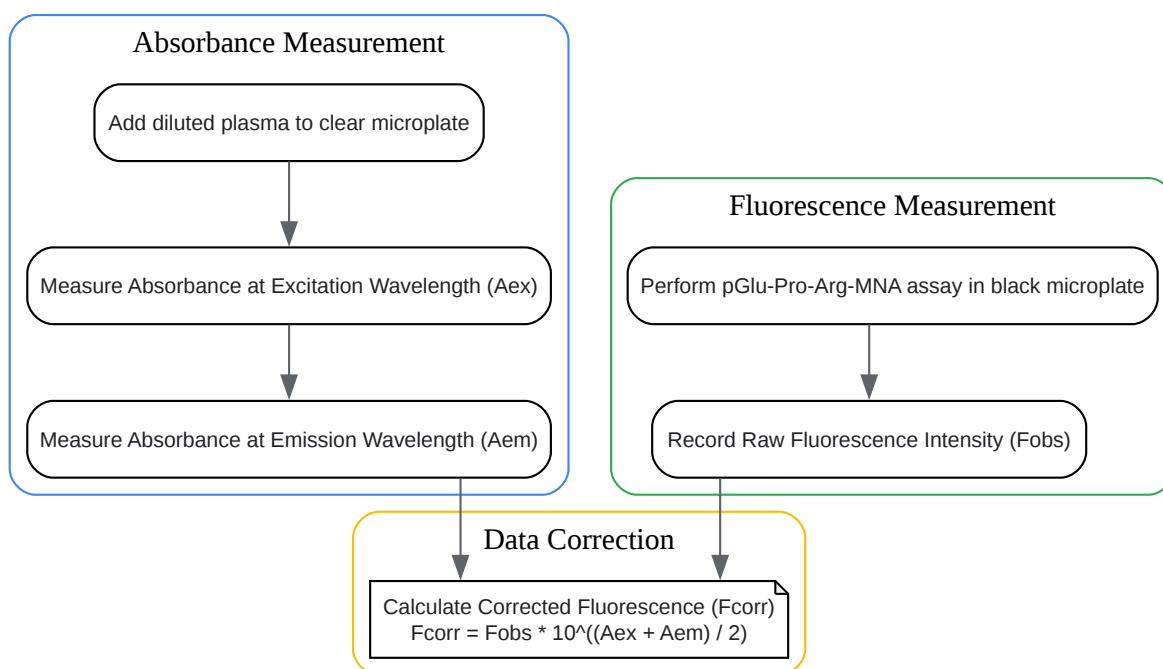 Absorbance Measurement
Add diluted plasma to clear microplate
Measure Absorbance at Excitation Wavelength (Aex)
Measure Absorbance at Emission Wavelength (Aem)
Fluorescence Measurement
Perform pGlu-Pro-Arg-MNA assay in black microplate
Record Raw Fluorescence Intensity (Fobs)
Data Correction
Calculate Corrected Fluorescence (Fcorr)
Fcorr = Fobs * 10^((Aex + Aem) / 2)